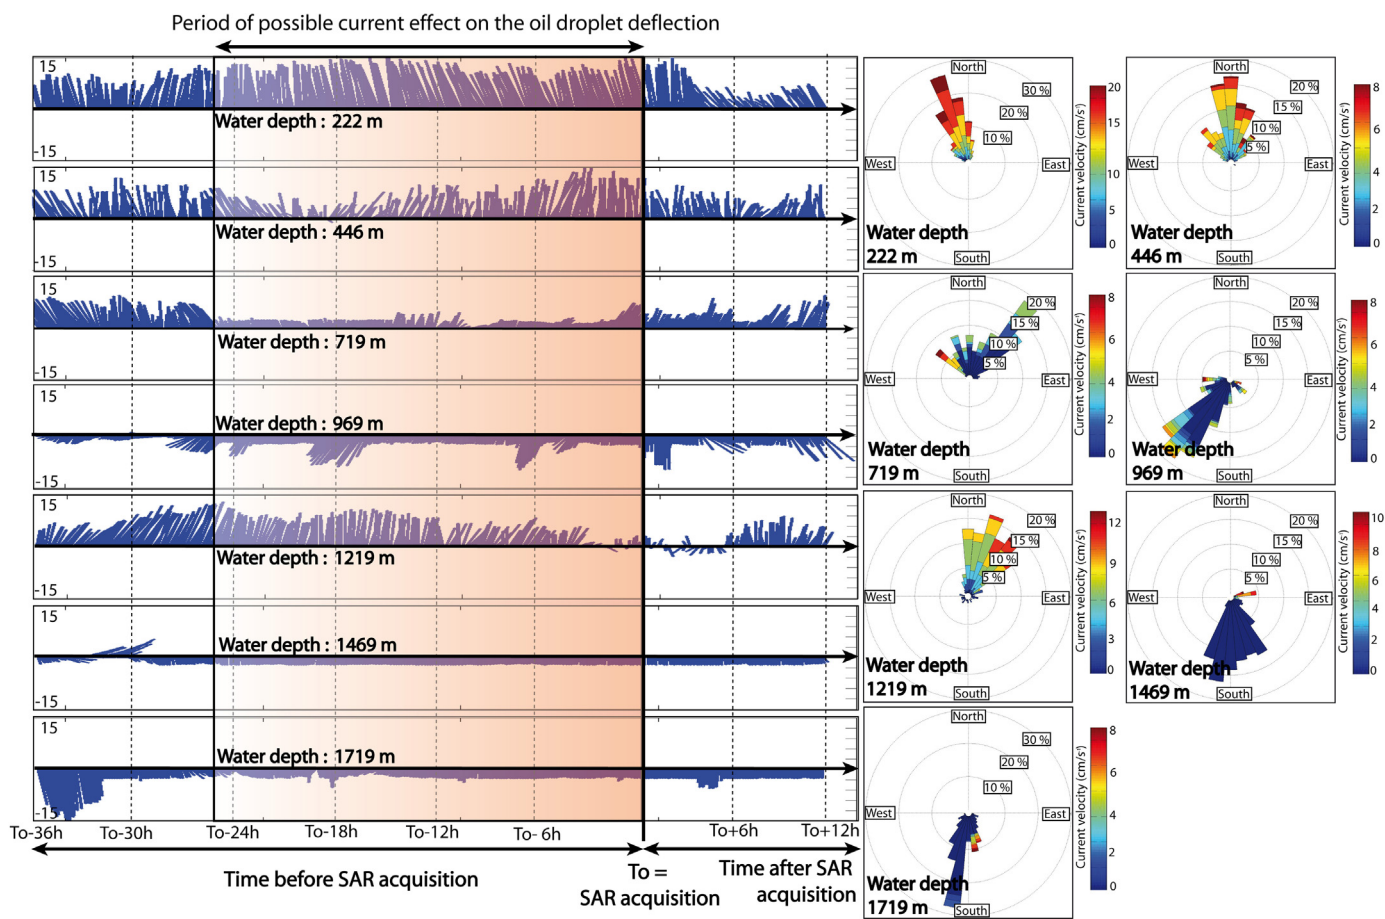 Period of possible current effect on the oil droplet deflection
15
Water depth : 222 m
-15
15
Water depth : 446 m
-15
15
Water depth : 719 m
-15
15
Water depth : 969 m
-15
15
Water depth : 1219 m
-15
15
Water depth : 1469 m
-15
15
Water depth : 1719 m
-15
To-36h To-30h To-24h To-18h To-12h To- 6h To+6h To+12h
Time before SAR acquisition
To =
SAR acquisition
Time after SAR
acquisition
North
30 %
20 %
10 %
West East
Water depth
222 m
South
20
15
10
5
0
Current velocity (cm/s¹)
North
20 %
15 %
10 %
5 %
West East
Water depth
446 m
South
8
6
4
2
0
Current velocity (cm/s¹)
20 %
15 %
10 %
5 %
West East
Water depth
719 m
South
8
6
4
2
0
Current velocity (cm/s¹)
North
20 %
15 %
10 %
5 %
West East
Water depth
969 m
South
8
6
4
2
0
Current velocity (cm/s¹)
North
20 %
15 %
10 %
5 %
West East
Water depth
1219 m
South
12
9
6
3
0
Current velocity (cm/s¹)
North
20 %
15 %
10 %
5 %
West East
Water depth
1469 m
South
10
8
6
4
2
0
Current velocity (cm/s¹)
North
30 %
20 %
10 %
West East
Water depth
1719 m
South
8
6
4
2
0
Current velocity (cm/s¹)